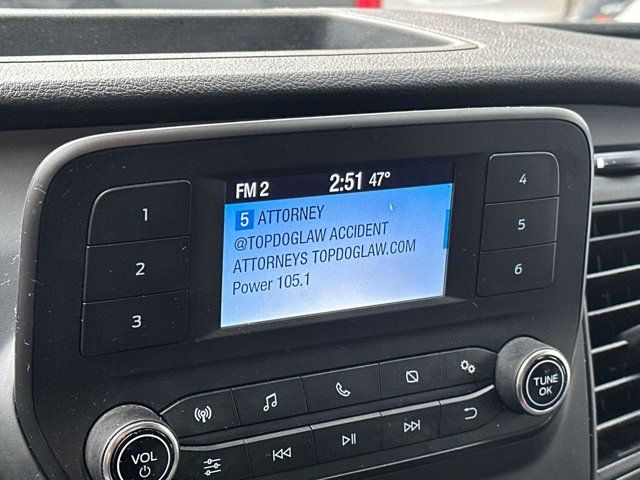 FM 2 2:51 47°
5 ATTORNEY
@TOPDOGLAW ACCIDENT
ATTORNEYS TOPDOGLAW.COM
Power 105.1
1
2
3
4
5
6
VOL
TUNE
OK